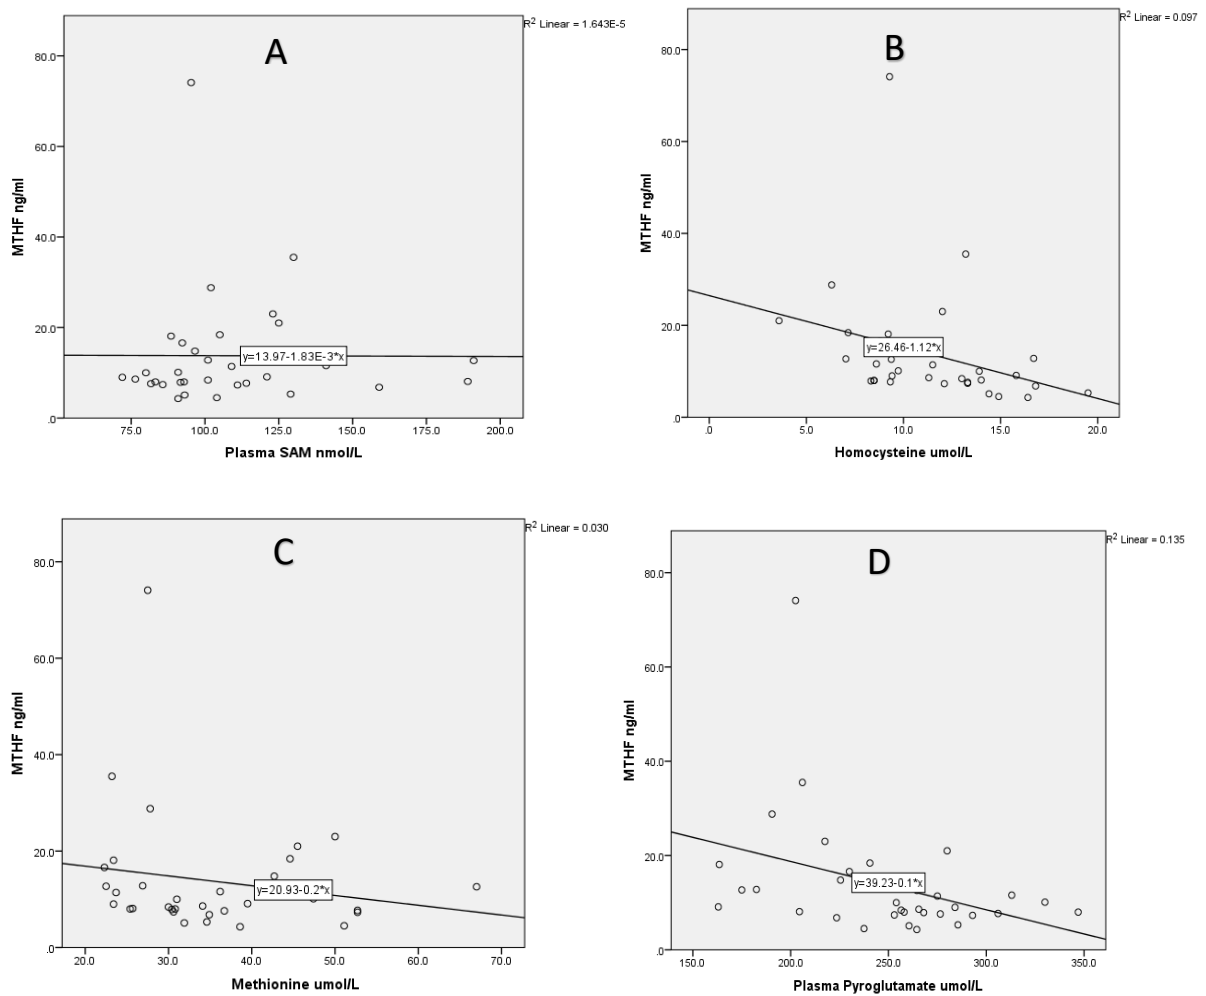 R2 Linear = 1.643E-5
A
80.0
60.0
40.0
20.0
.0
MTHF ng/ml
y=13.97-1.83E-3*x
75.0 100.0 125.0 150.0 175.0 200.0
Plasma SAM nmol/L
R2 Linear = 0.097
B
80.0
60.0
40.0
20.0
.0
MTHF ng/ml
y=26.46-1.12*x
.0 5.0 10.0 15.0 20.0
Homocysteine umol/L
R2 Linear = 0.030
C
80.0
60.0
40.0
20.0
.0
MTHF ng/ml
y=20.93-0.2*x
20.0 30.0 40.0 50.0 60.0 70.0
Methionine umol/L
R2 Linear = 0.135
D
80.0
60.0
40.0
20.0
.0
MTHF ng/ml
y=39.23-0.1*x
150.0 200.0 250.0 300.0 350.0
Plasma Pyroglutamate umol/L